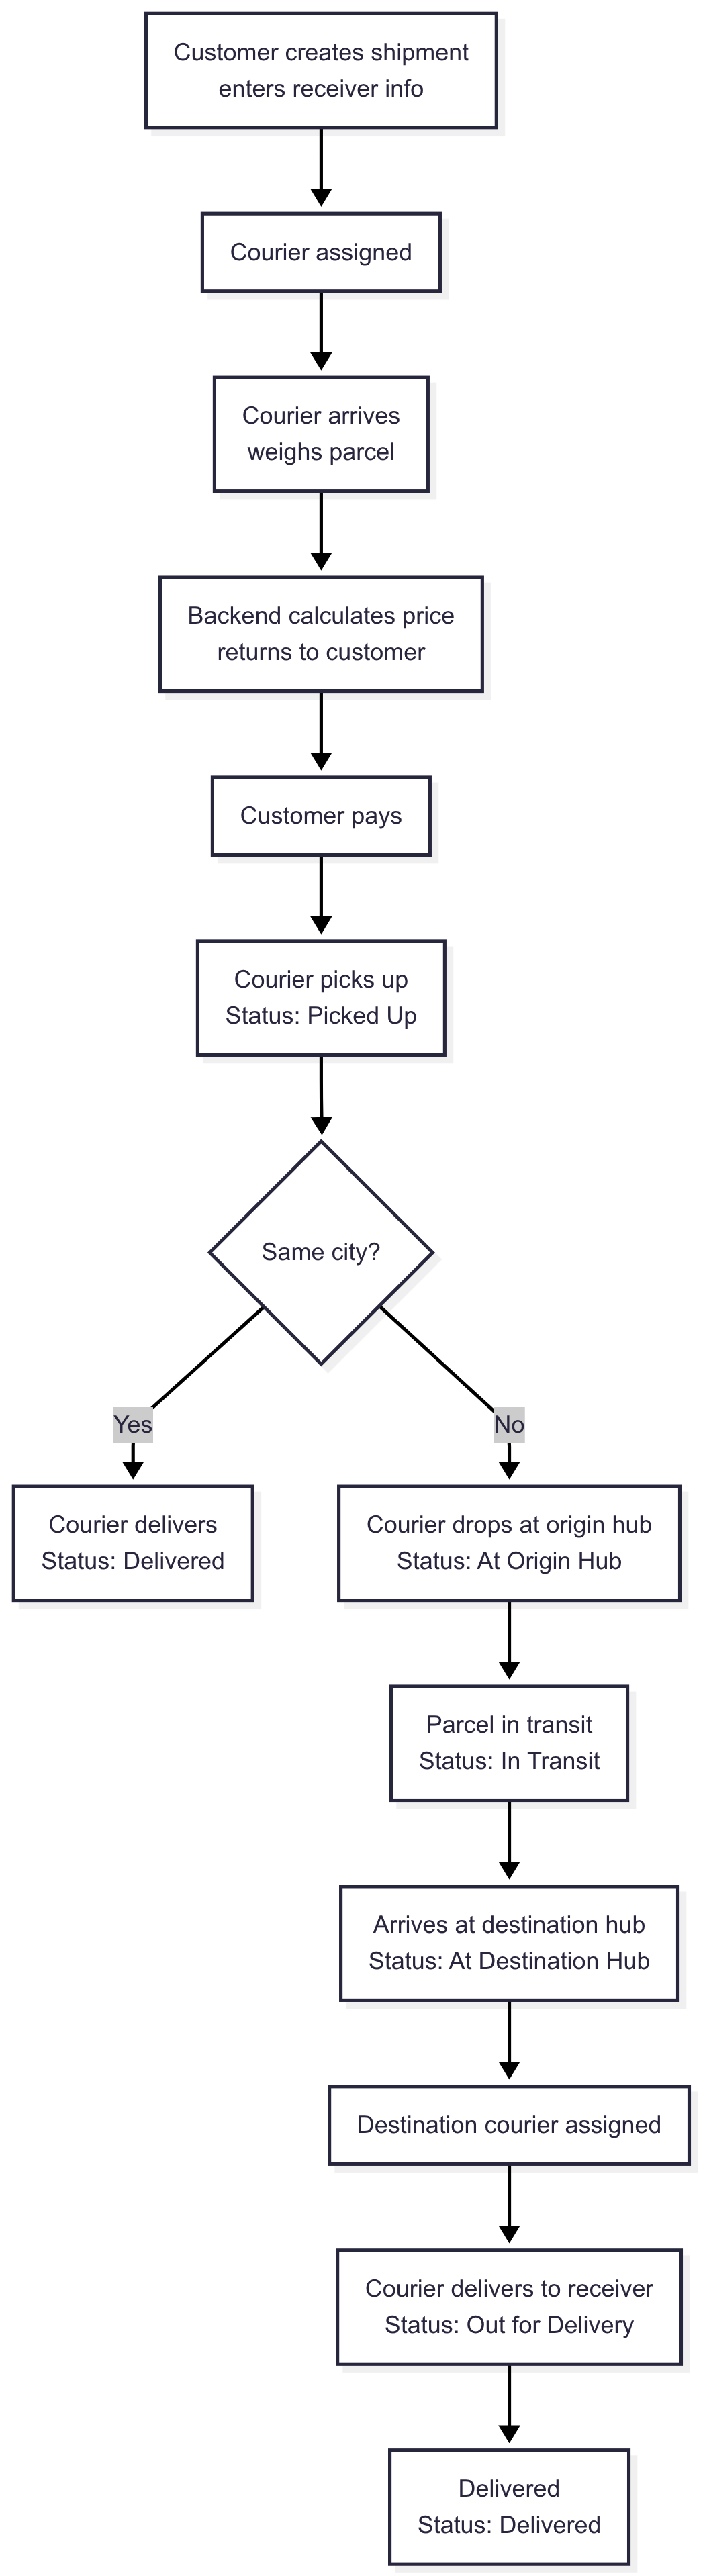 Customer creates shipment
enters receiver info
Courier assigned
Courier arrives
weighs parcel
Backend calculates price
returns to customer
Customer pays
Courier picks up
Status: Picked Up
Same city?
Yes
No
Courier delivers
Status: Delivered
Courier drops at origin hub
Status: At Origin Hub
Parcel in transit
Status: In Transit
Arrives at destination hub
Status: At Destination Hub
Destination courier assigned
Courier delivers to receiver
Status: Out for Delivery
Delivered
Status: Delivered